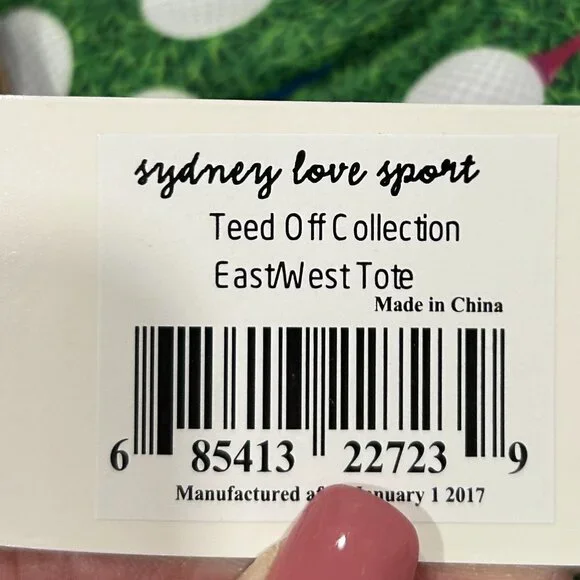 sydney love sport
Teed Off Collection
East/West Tote
Made in China
6 85413 22723 9
Manufactured January 1 2017